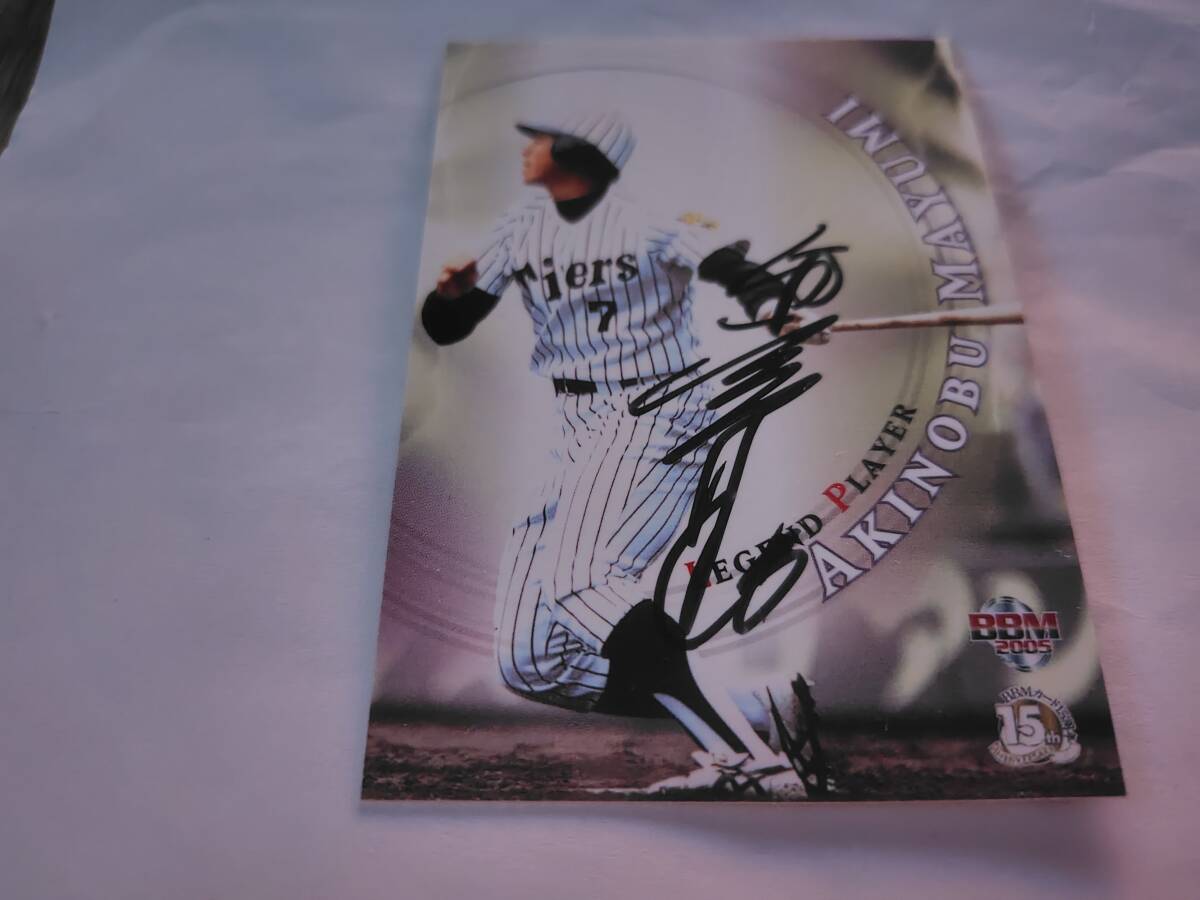 Tigers
7
AKINOBU MAYUMI
LEGEND PLAYER
BBM
2005
15th